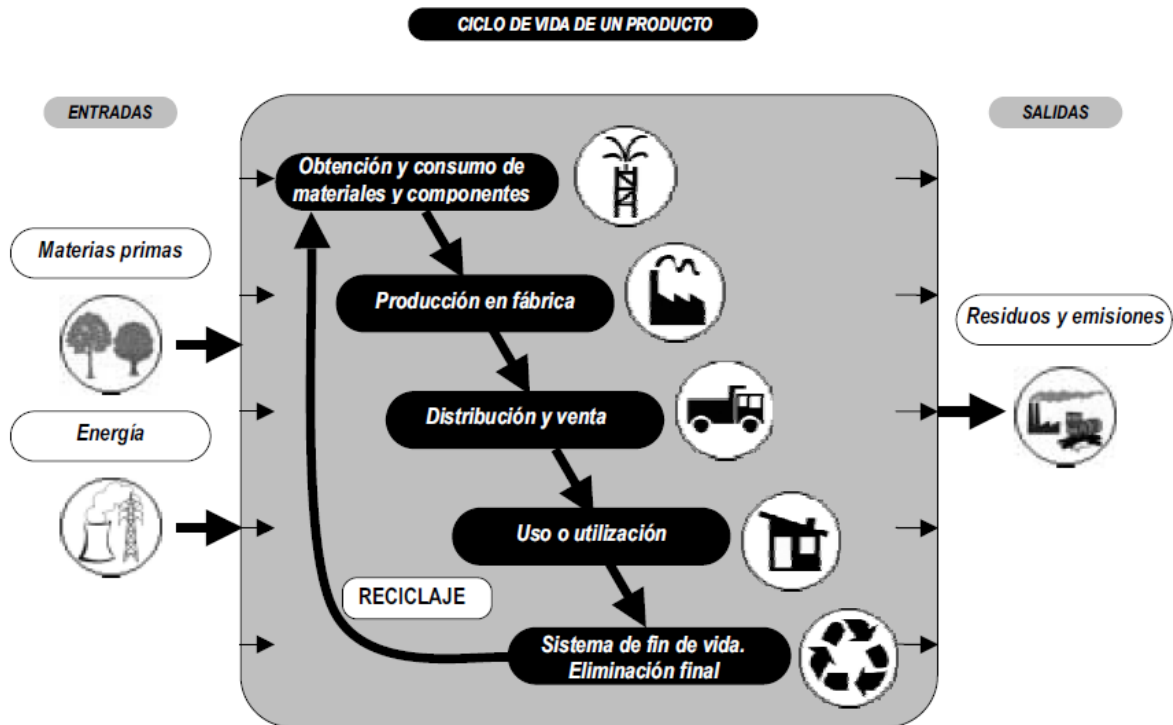 CICLO DE VIDA DE UN PRODUCTO
ENTRADAS
SALIDAS
Obtención y consumo de
materiales y componentes
Materias primas
Producción en fábrica
Residuos y emisiones
Distribución y venta
Energía
Uso o utilización
RECICLAJE
Sistema de fin de vida.
Eliminación final